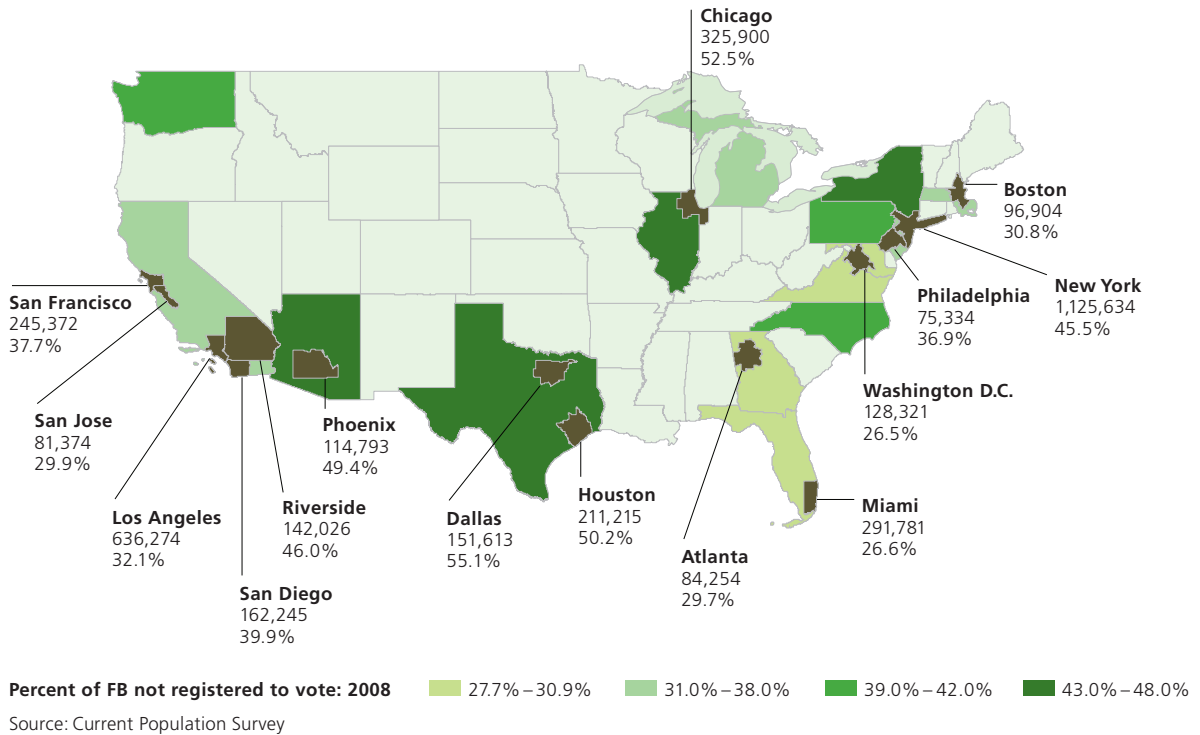 Chicago
325,900
52.5%
Boston
96,904
30.8%
New York
1,125,634
45.5%
Philadelphia
75,334
36.9%
Washington D.C.
128,321
26.5%
San Francisco
245,372
37.7%
San Jose
81,374
29.9%
Phoenix
114,793
49.4%
Los Angeles
636,274
32.1%
Riverside
142,026
46.0%
San Diego
162,245
39.9%
Dallas
151,613
55.1%
Houston
211,215
50.2%
Atlanta
84,254
29.7%
Miami
291,781
26.6%
Percent of FB not registered to vote: 2008 27.7% – 30.9% 31.0% – 38.0% 39.0% – 42.0% 43.0% – 48.0%
Source: Current Population Survey